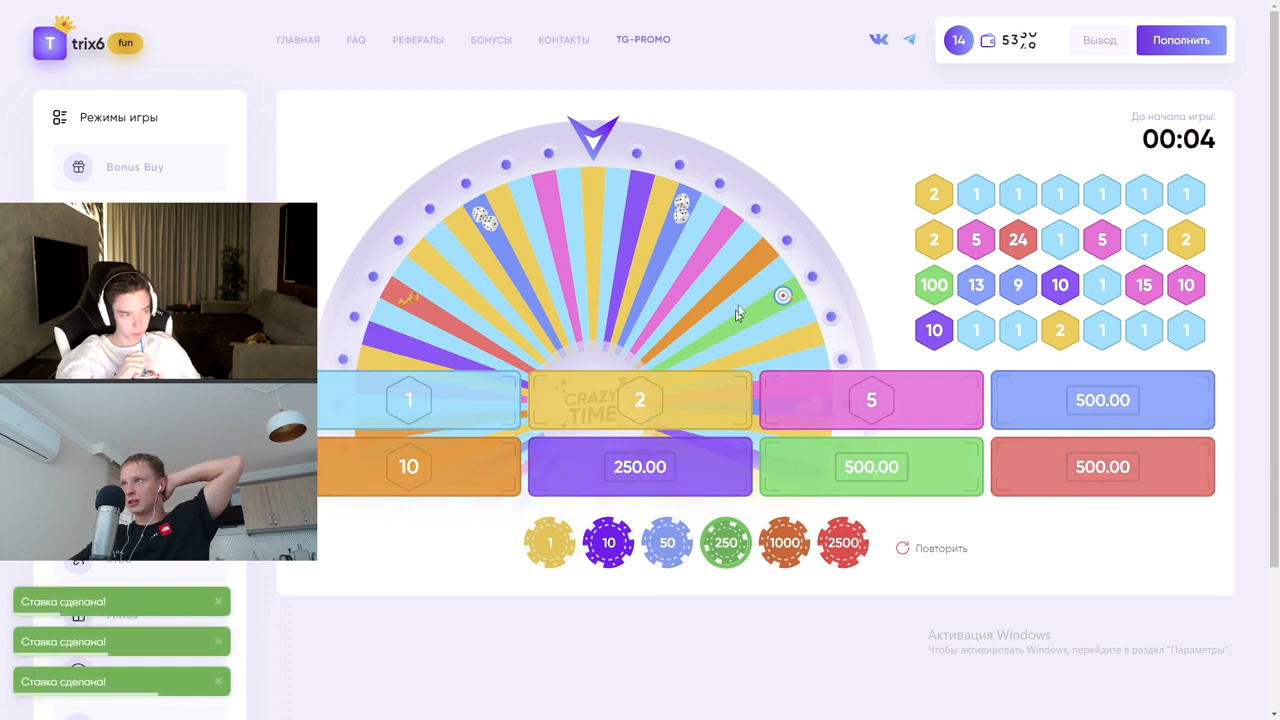 T trix6 fun
ГЛАВНАЯ FAQ РЕФЕРАЛЫ БОНУСЫ КОНТАКТЫ TG-PROMO
14 Вывод Пополнить
Режимы игры
Bonus Buy
До начала игры:
00:04
2 1 1 1 1 1 1
2 5 24 1 5 1 2
100 13 9 10 1 15 10
10 1 1 2 1 1 1
CRAZY TIME
1 2 5 500.00
10 250.00 500.00 500.00
1 10 50 250 1000 2500 Повторить
Ставка сделана! ×
Ставка сделана! ×
Ставка сделана! ×
Активация Windows
Чтобы активировать Windows, перейдите в раздел "Параметры".